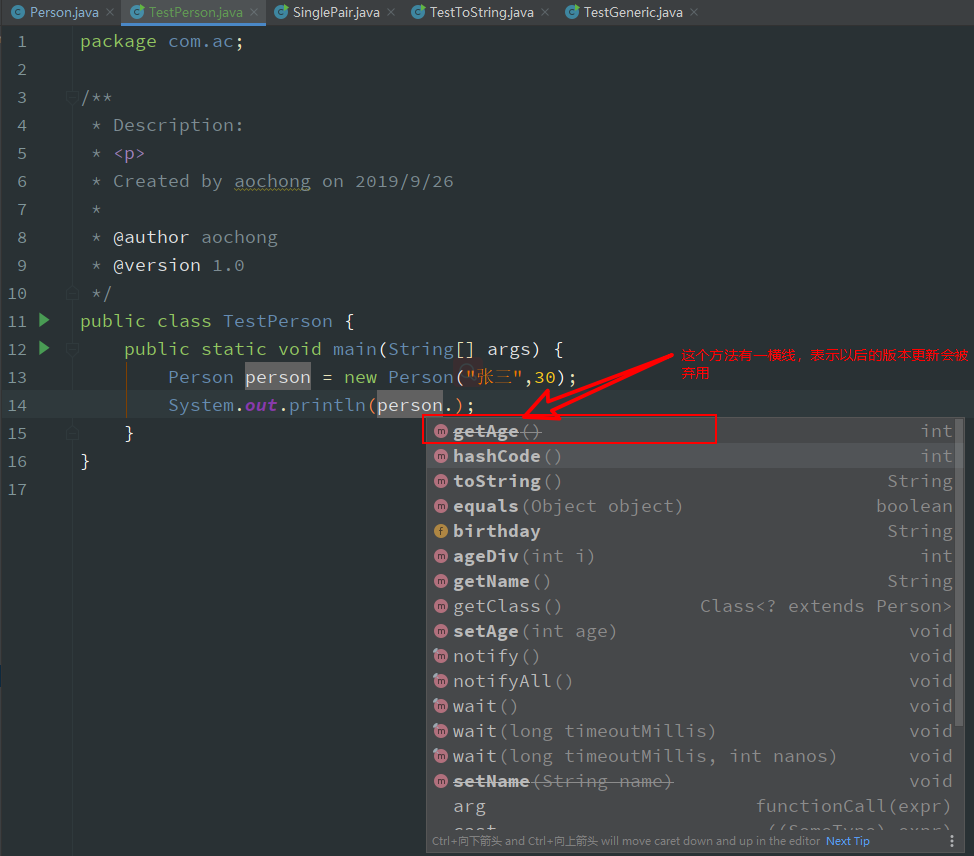 Person.java × TestPerson.java × SinglePair.java × TestToString.java × TestGeneric.java ×
1 package com.ac;
2
3 /**
4 * Description:
5 * <p>
6 * Created by aochong on 2019/9/26
7 *
8 * @author aochong
9 * @version 1.0
10 */
11 public class TestPerson {
12 public static void main(String[] args) {
这个方法有一横线，表示以后的版本更新会被
弃用
13 Person person = new Person("张三",30);
14 System.out.println(person.);
15 }
16 }
17
getAge() int
hashCode() int
toString() String
equals(Object object) boolean
birthday String
ageDiv(int i) int
getName() String
getClass() Class<? extends Person>
setAge(int age) void
notify() void
notifyAll() void
wait() void
wait(long timeoutMillis) void
wait(long timeoutMillis, int nanos) void
setName(String name) void
arg functionCall(expr)
cast ((SomeType) expr)
Ctrl+向下箭头 and Ctrl+向上箭头 will move caret down and up in the editor Next Tip